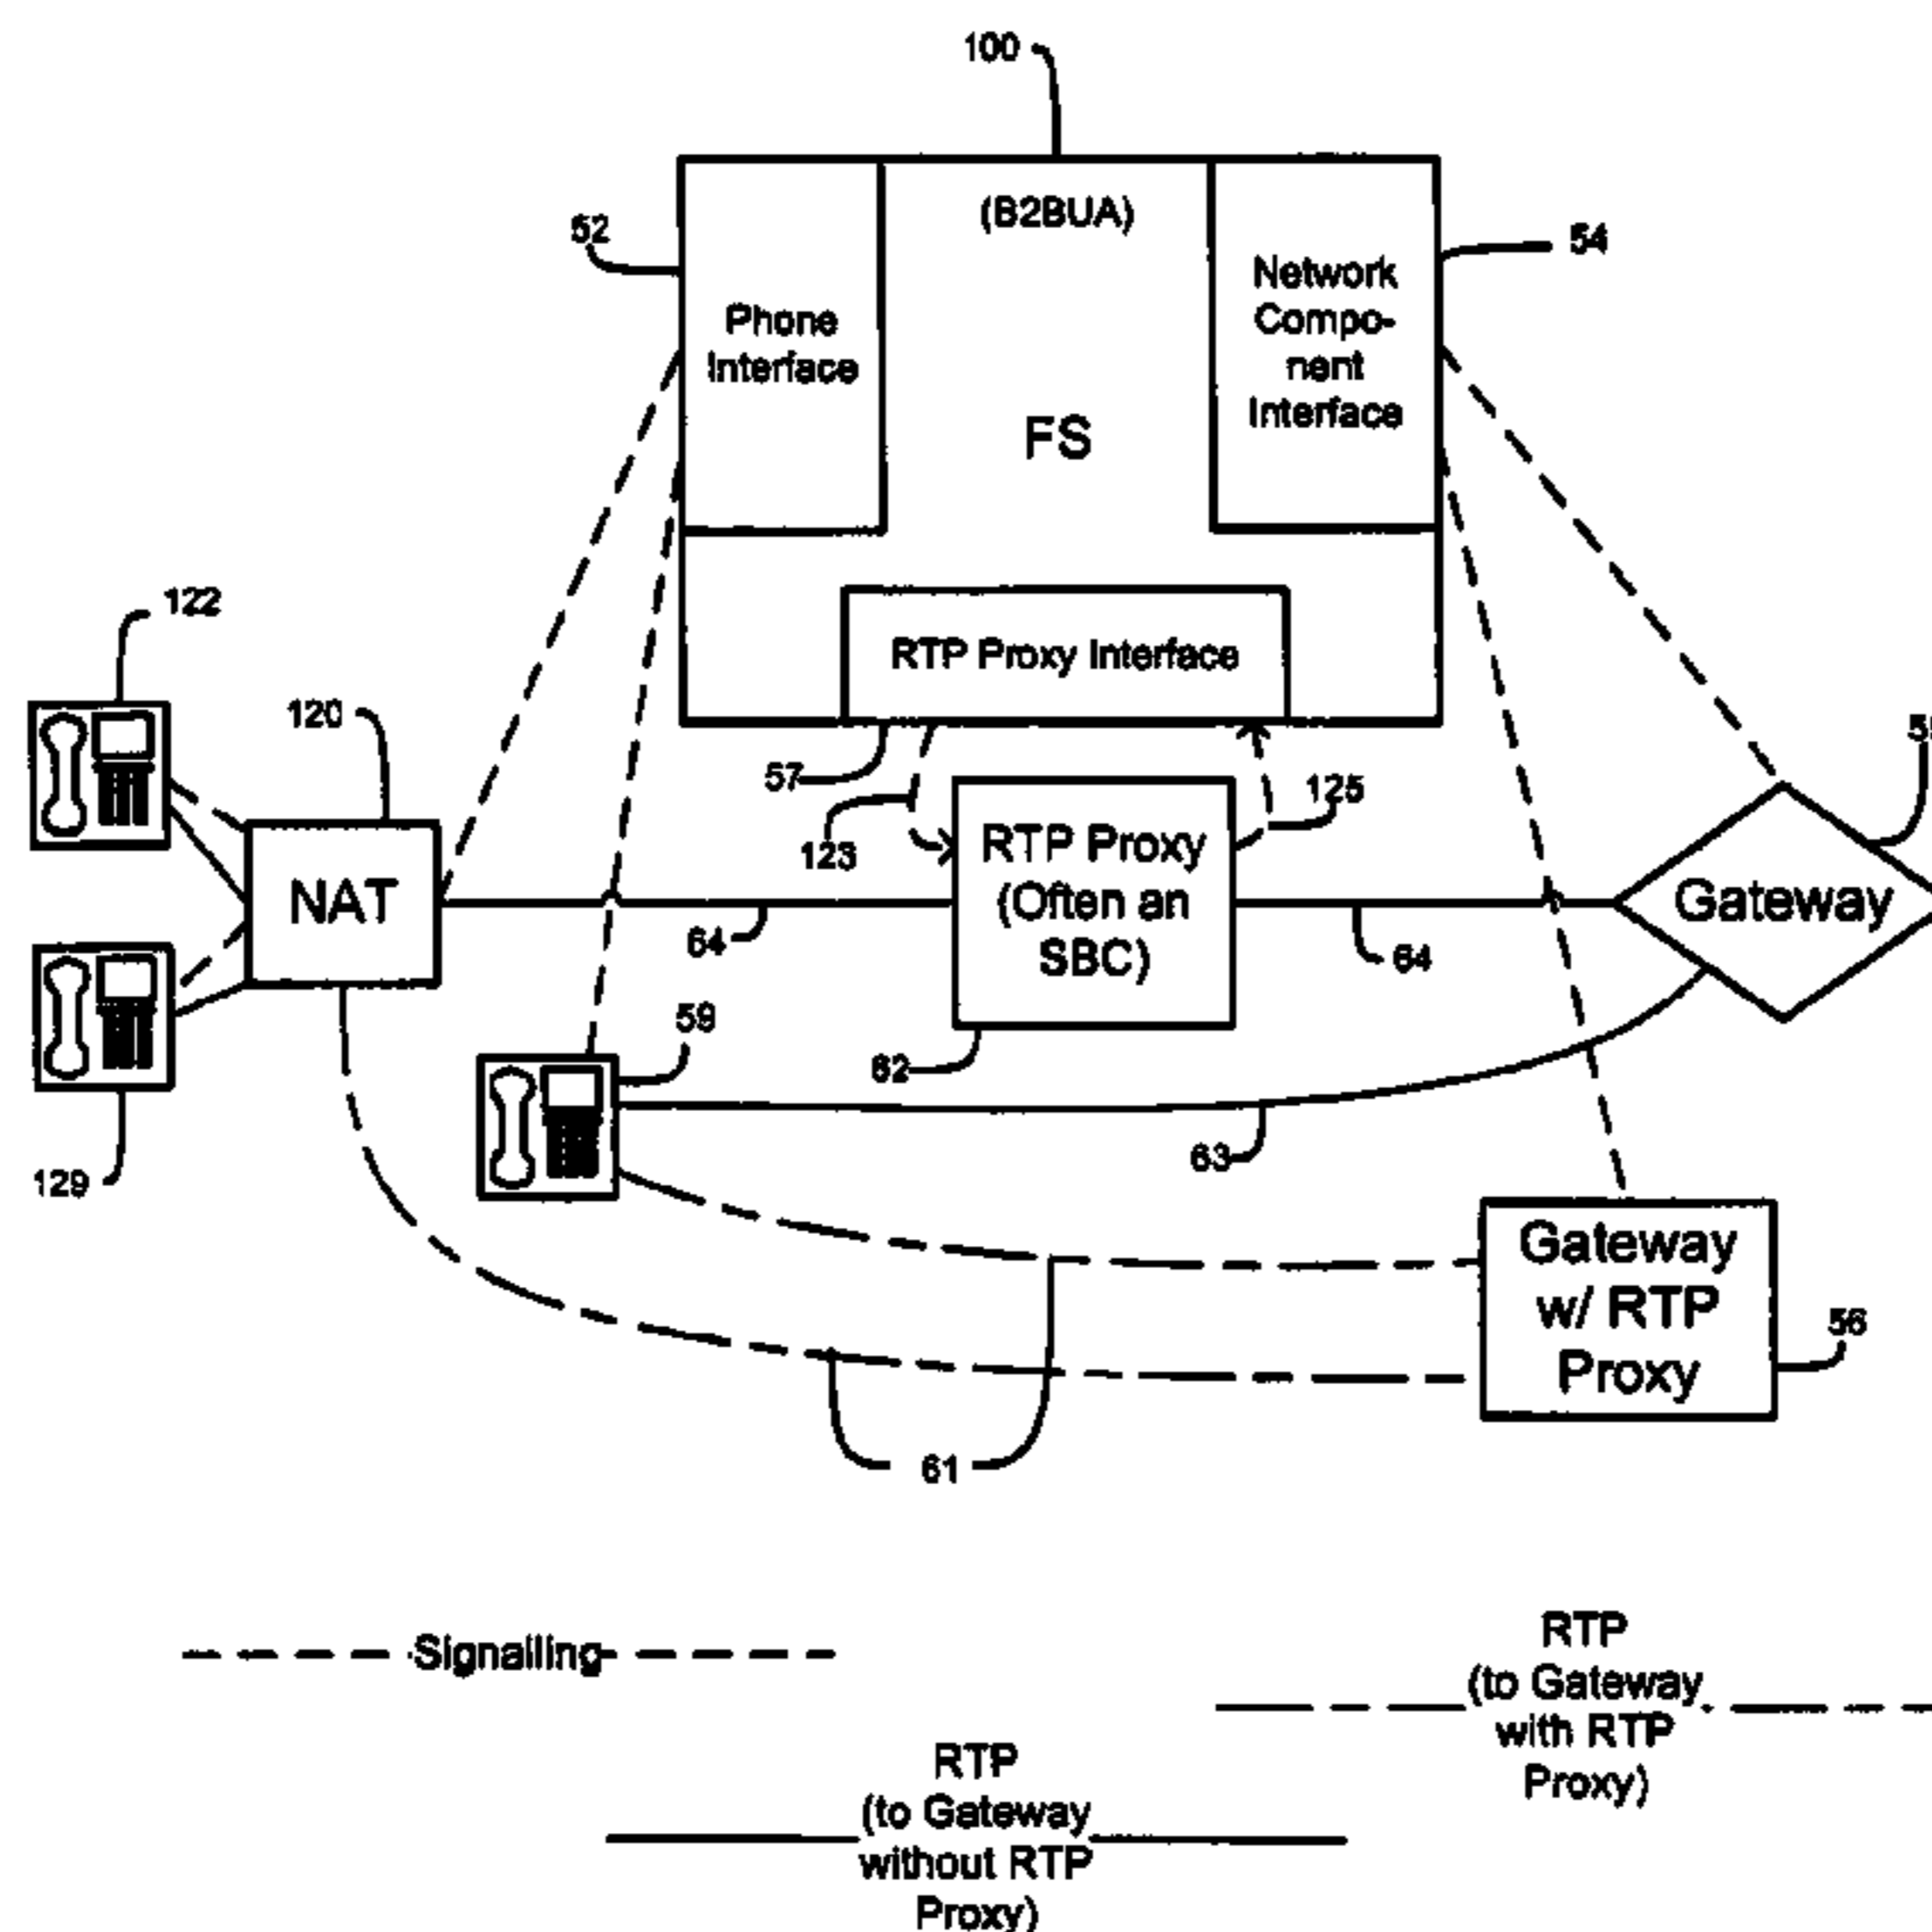 100
(B2BUA)
52
54
Phone
Interface
Network
Compo-
nent
Interface
FS
122
RTP Proxy Interface
120
57
125
123
RTP Proxy
(Often an
SBC)
NAT
Gateway
64
64
59
62
129
63
Gateway
w/ RTP
Proxy
56
61
Signalling
RTP
(to Gateway
with RTP
Proxy)
RTP
(to Gateway
without RTP
Proxy)